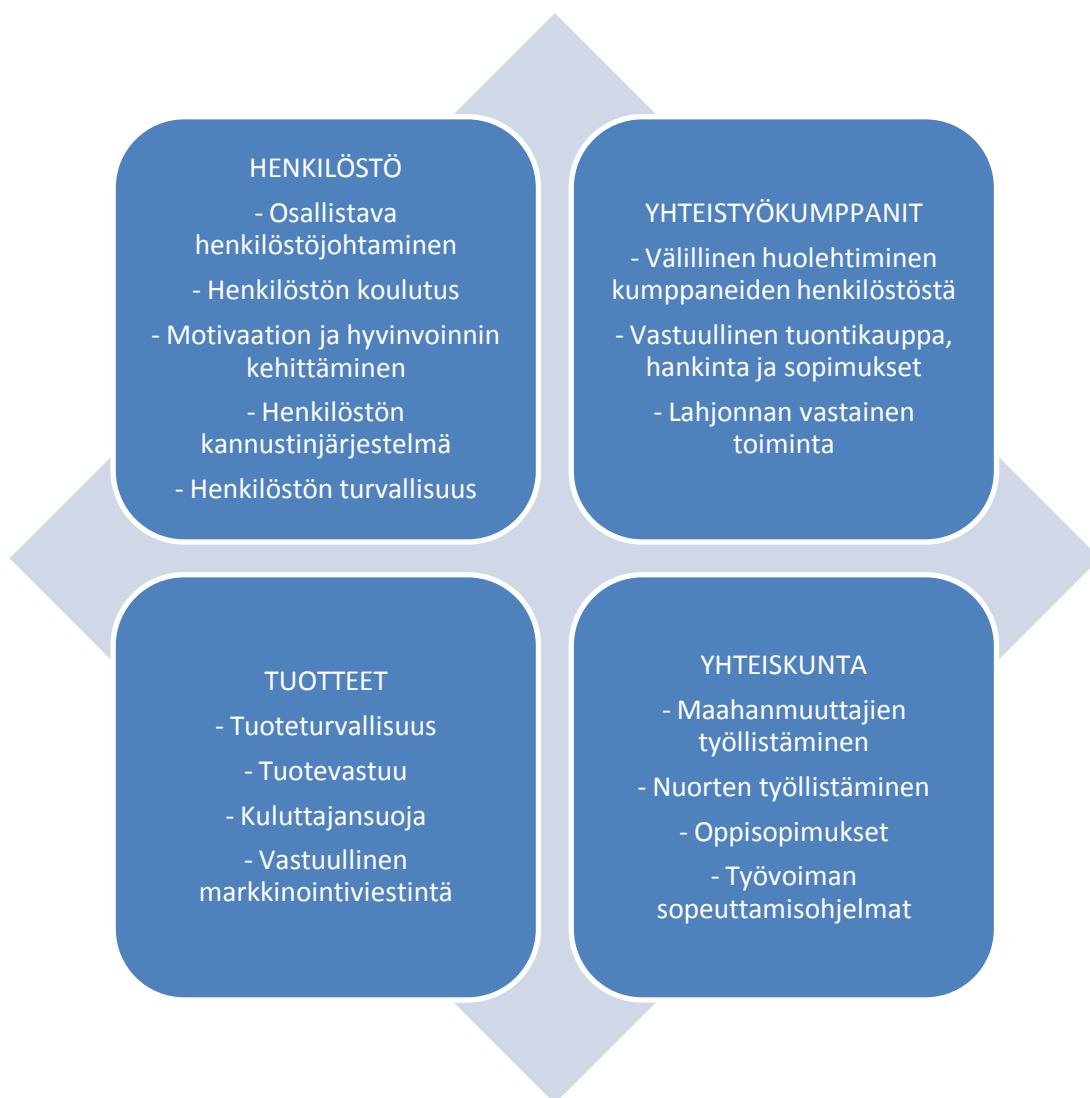 HENKILÖSTÖ
- Osallistava
henkilöstöjohtaminen
- Henkilöstön koulutus
- Motivaation ja hyvinvoinnin
kehittäminen
- Henkilöstön
kannustinjärjestelmä
- Henkilöstön turvallisuus
YHTEISTYÖKUMPPANIT
- Välillinen huolehtiminen
kumppaneiden henkilöstöstä
- Vastuullinen tuontikauppa,
hankinta ja sopimukset
- Lahjonnan vastainen
toiminta
TUOTTEET
- Tuoteturvallisuus
- Tuotevastuu
- Kuluttajansuoja
- Vastuullinen
markkinointiviestintä
YHTEISKUNTA
- Maahanmuuttajien
työllistäminen
- Nuorten työllistäminen
- Oppisopimukset
- Työvoiman
sopeuttamisohjelmat